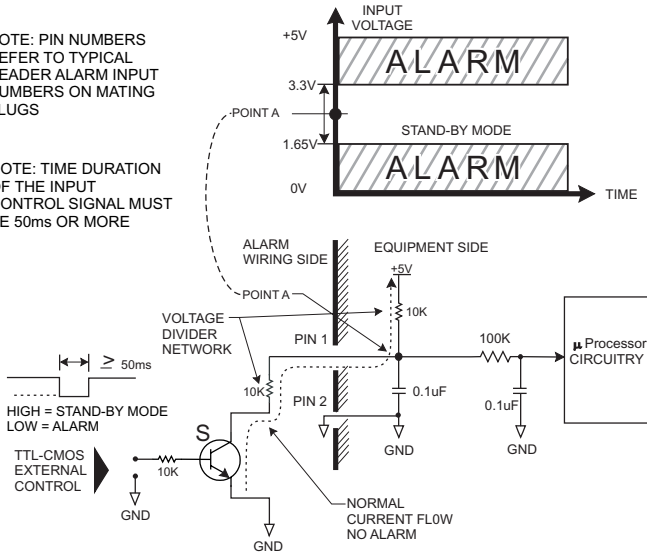 INPUT
VOLTAGE
+5V
ALARM
3.3V
POINT A
STAND-BY MODE
1.65V
ALARM
0V
TIME
OTE: PIN NUMBERS
EFER TO TYPICAL
EADER ALARM INPUT
UMBERS ON MATING
LUGS
OTE: TIME DURATION
F THE INPUT
ONTROL SIGNAL MUST
E 50ms OR MORE
ALARM
WIRING SIDE
EQUIPMENT SIDE
+5V
POINT A
10K
VOLTAGE
DIVIDER
NETWORK
PIN 1
100K
µ Processor
CIRCUITRY
≥ 50ms
10K
PIN 2
0.1uF
0.1uF
HIGH = STAND-BY MODE
LOW = ALARM
S
GND
GND
TTL-CMOS
EXTERNAL
CONTROL
10K
GND
NORMAL
CURRENT FL0W
NO ALARM
GND